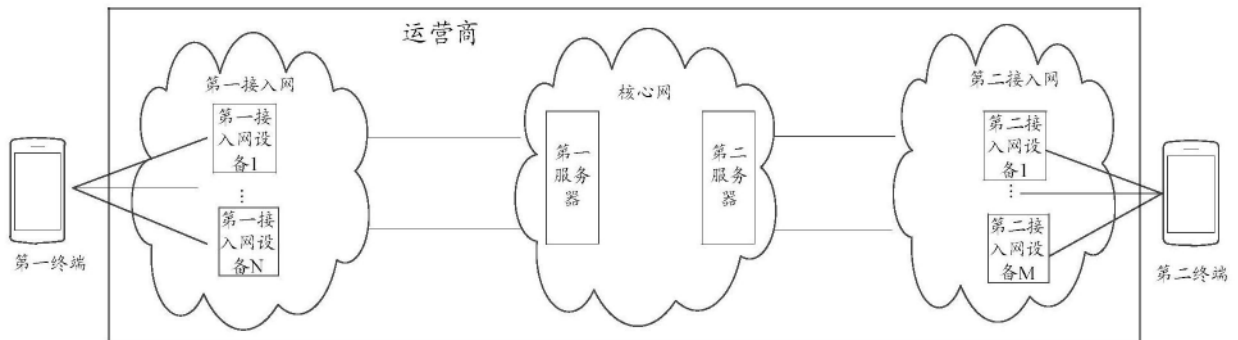 运营商
第一接入网
第一接
入网设
备1
...
第一接
入网设
备N
第一终端
核心网
第一
服务
器
第二
服务
器
第二接入网
第二接
入网设
备1
...
第二接
入网设
备M
第二终端